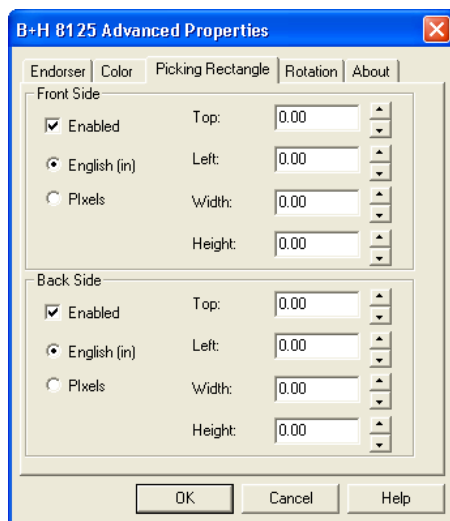 B+H 8125 Advanced Properties
Endorser Color Picking Rectangle Rotation About
Front Side
Enabled Top: 0.00
English (in) Left: 0.00
PIxels Width: 0.00
Height: 0.00
Back Side
Enabled Top: 0.00
English (in) Left: 0.00
PIxels Width: 0.00
Height: 0.00
OK Cancel Help